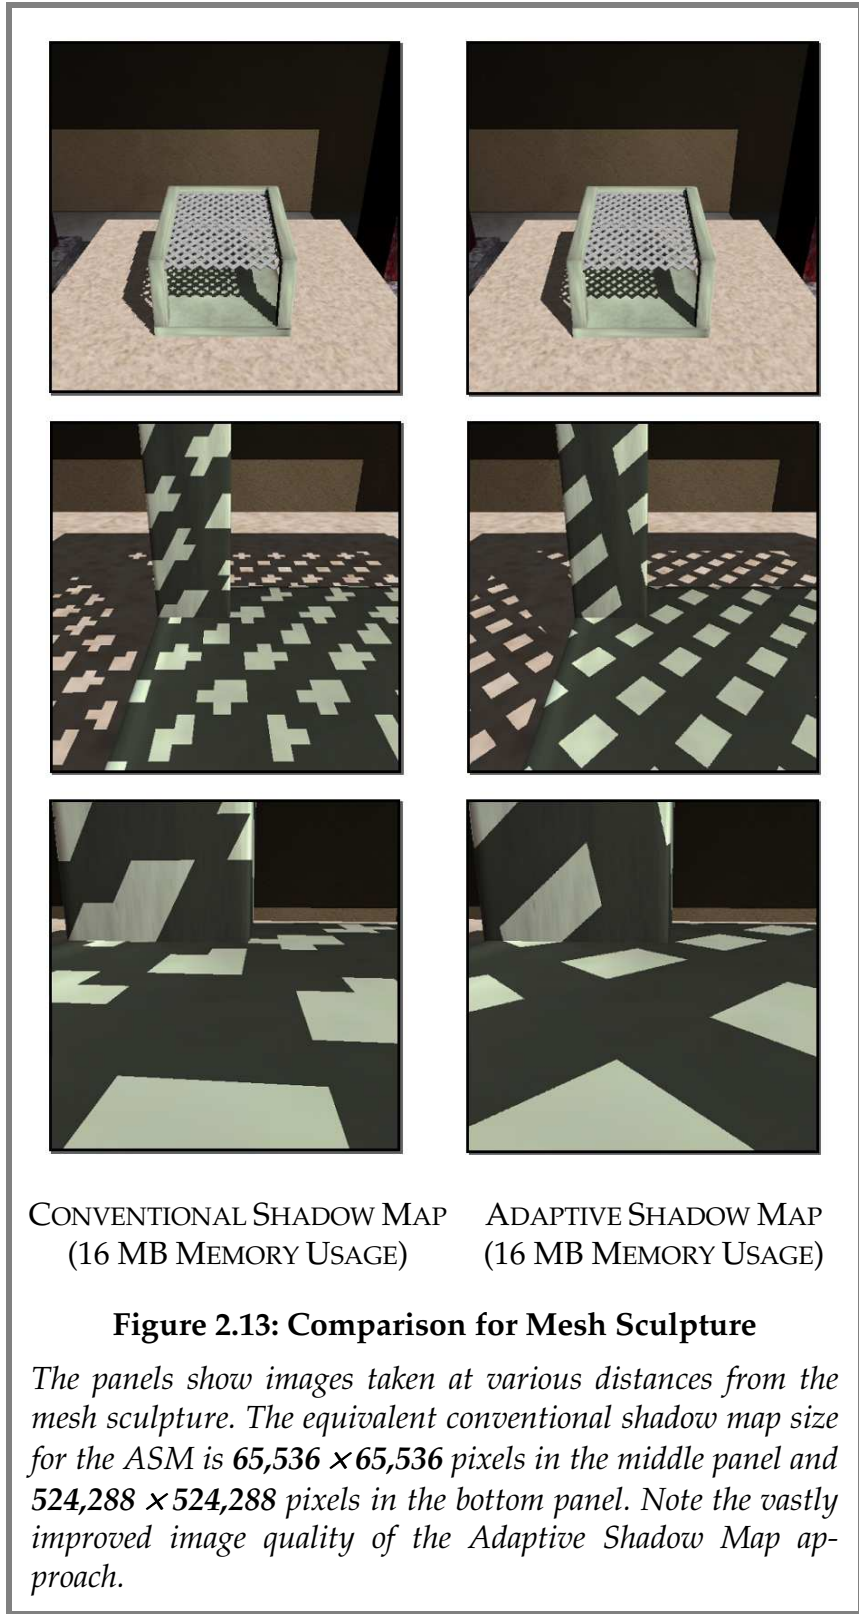 CONVENTIONAL SHADOW MAP
(16 MB MEMORY USAGE)
ADAPTIVE SHADOW MAP
(16 MB MEMORY USAGE)
Figure 2.13: Comparison for Mesh Sculpture
The panels show images taken at various distances from the
mesh sculpture. The equivalent conventional shadow map size
for the ASM is 65,536 ×65,536 pixels in the middle panel and
524,288 ×524,288 pixels in the bottom panel. Note the vastly
improved image quality of the Adaptive Shadow Map ap-
proach.